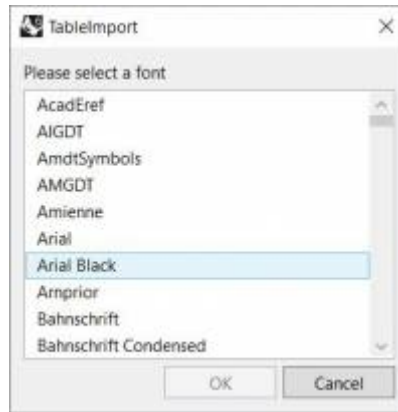 TableImport
Please select a font
AcadEref
AIGDT
AmdtSymbols
AMGDT
Amienne
Arial
Arial Black
Arnprior
Bahnschrift
Bahnschrift Condensed
OK
Cancel